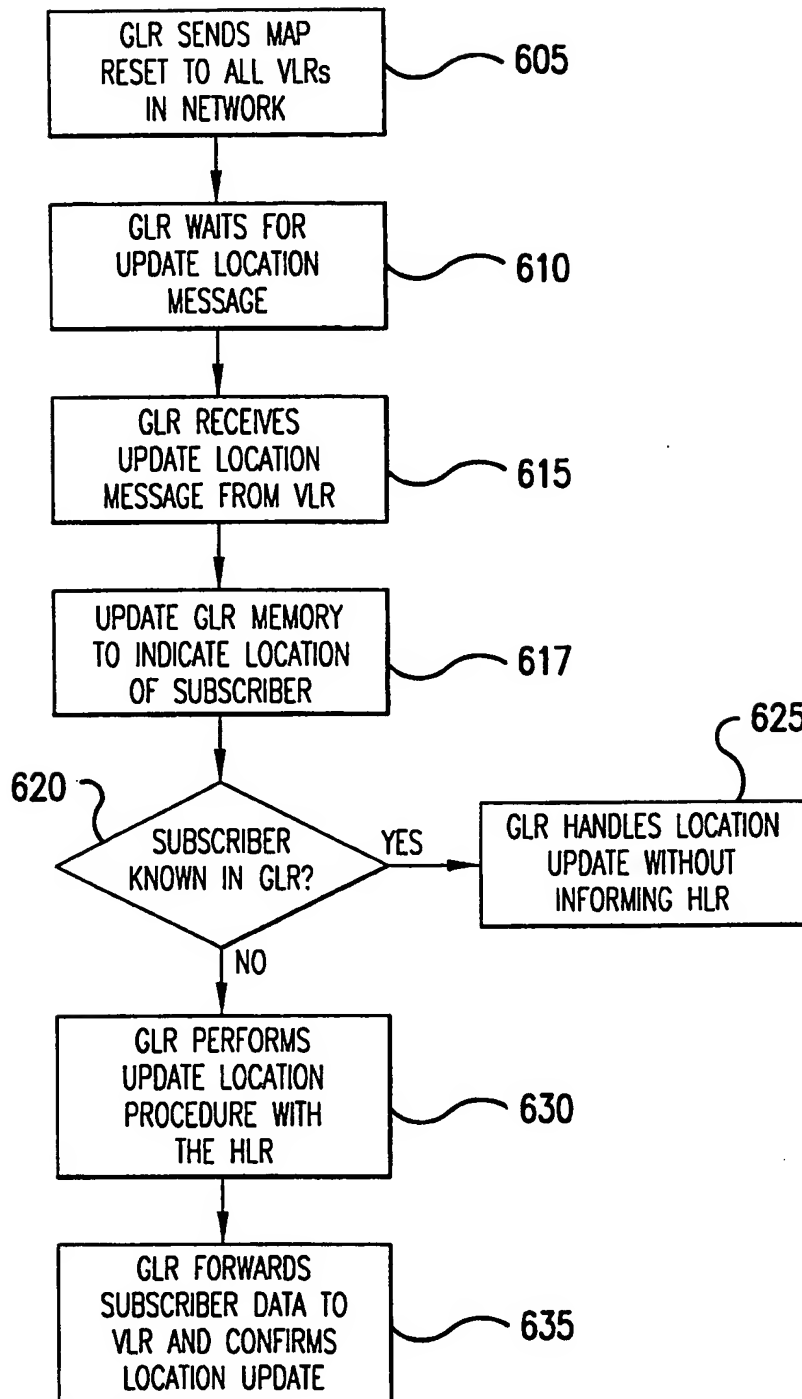 GLR SENDS MAP
RESET TO ALL VLRs
IN NETWORK
605
GLR WAITS FOR
UPDATE LOCATION
MESSAGE
610
GLR RECEIVES
UPDATE LOCATION
MESSAGE FROM VLR
615
UPDATE GLR MEMORY
TO INDICATE LOCATION
OF SUBSCRIBER
617
620
SUBSCRIBER
KNOWN IN GLR?
YES
625
GLR HANDLES LOCATION
UPDATE WITHOUT
INFORMING HLR
NO
GLR PERFORMS
UPDATE LOCATION
PROCEDURE WITH
THE HLR
630
GLR FORWARDS
SUBSCRIBER DATA TO
VLR AND CONFIRMS
LOCATION UPDATE
635